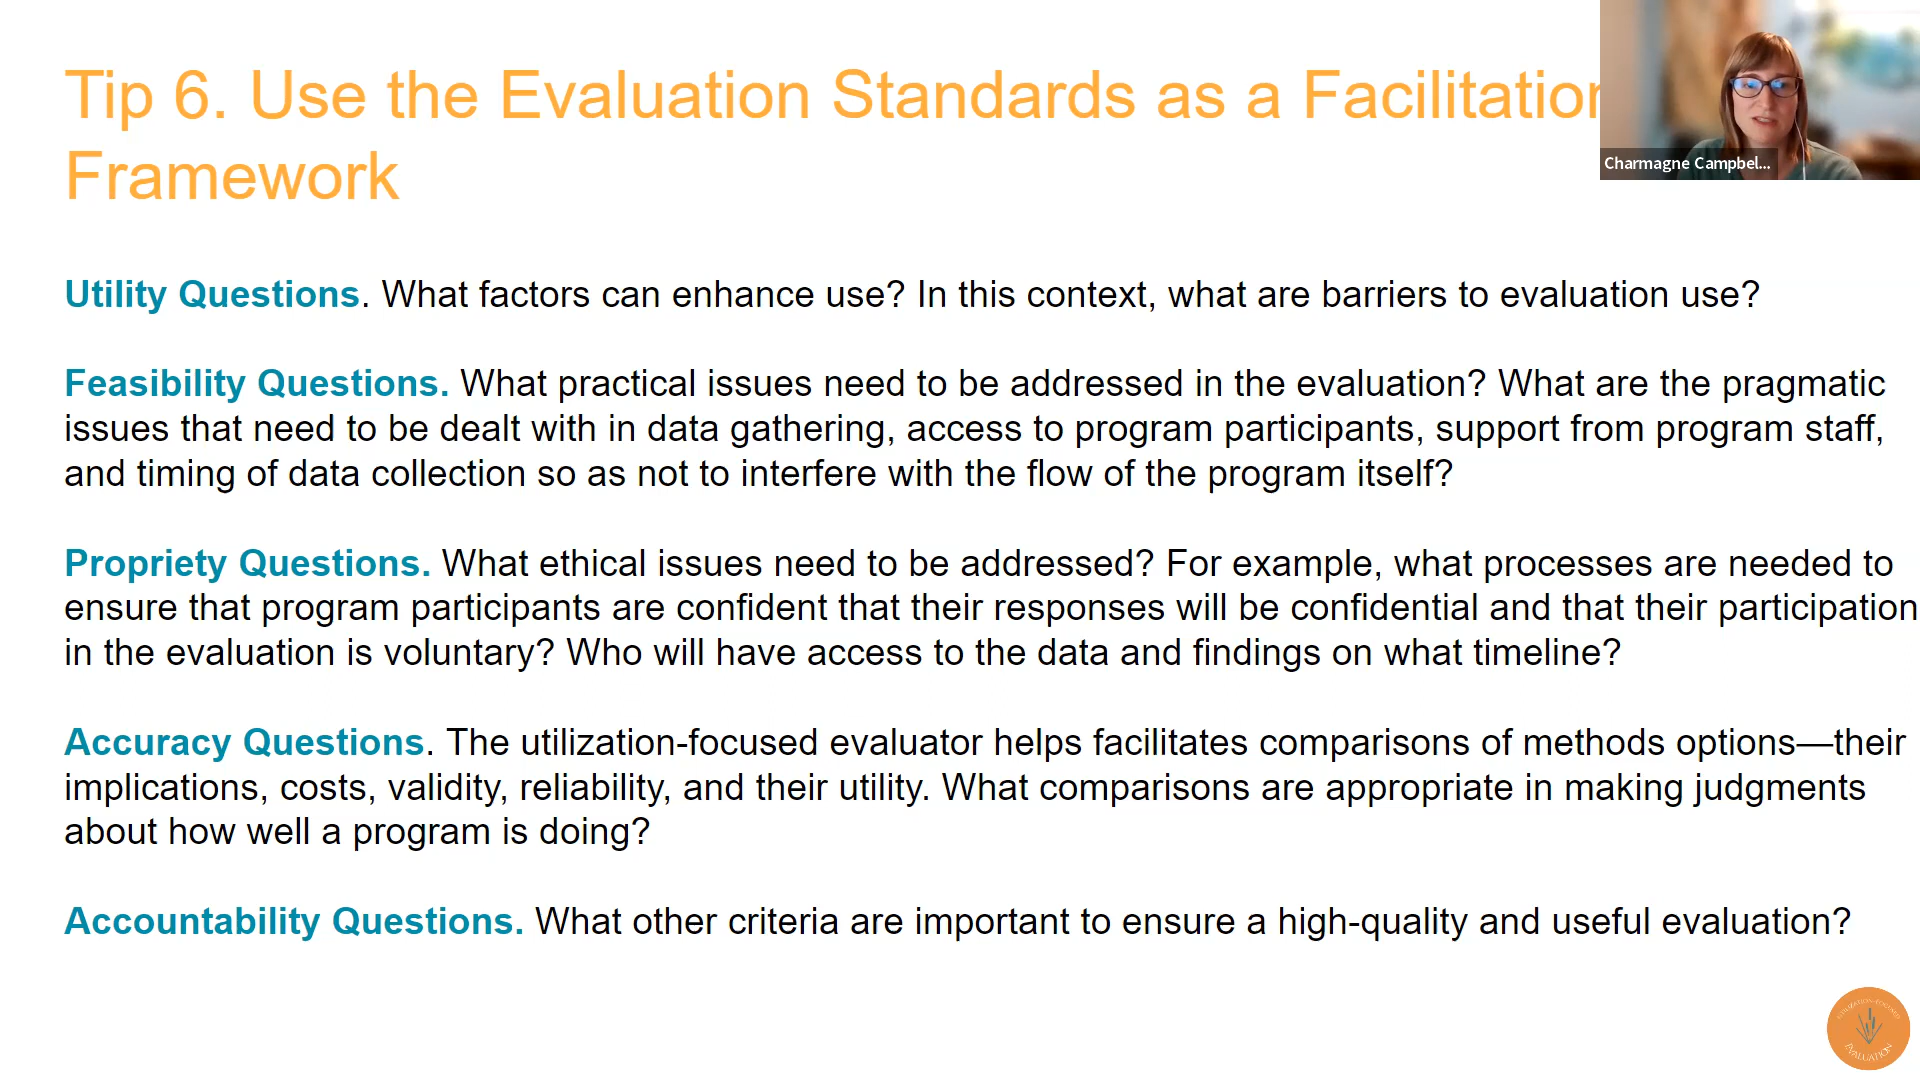 Tip 6. Use the Evaluation Standards as a Facilitation
Framework
Charmagne Campbel...
Utility Questions. What factors can enhance use? In this context, what are barriers to evaluation use?
Feasibility Questions. What practical issues need to be addressed in the evaluation? What are the pragmatic
issues that need to be dealt with in data gathering, access to program participants, support from program staff,
and timing of data collection so as not to interfere with the flow of the program itself?
Propriety Questions. What ethical issues need to be addressed? For example, what processes are needed to
ensure that program participants are confident that their responses will be confidential and that their participation
in the evaluation is voluntary? Who will have access to the data and findings on what timeline?
Accuracy Questions. The utilization-focused evaluator helps facilitates comparisons of methods options—their
implications, costs, validity, reliability, and their utility. What comparisons are appropriate in making judgments
about how well a program is doing?
Accountability Questions. What other criteria are important to ensure a high-quality and useful evaluation?
UTILIZATION-FOCUSED
EVALUATION